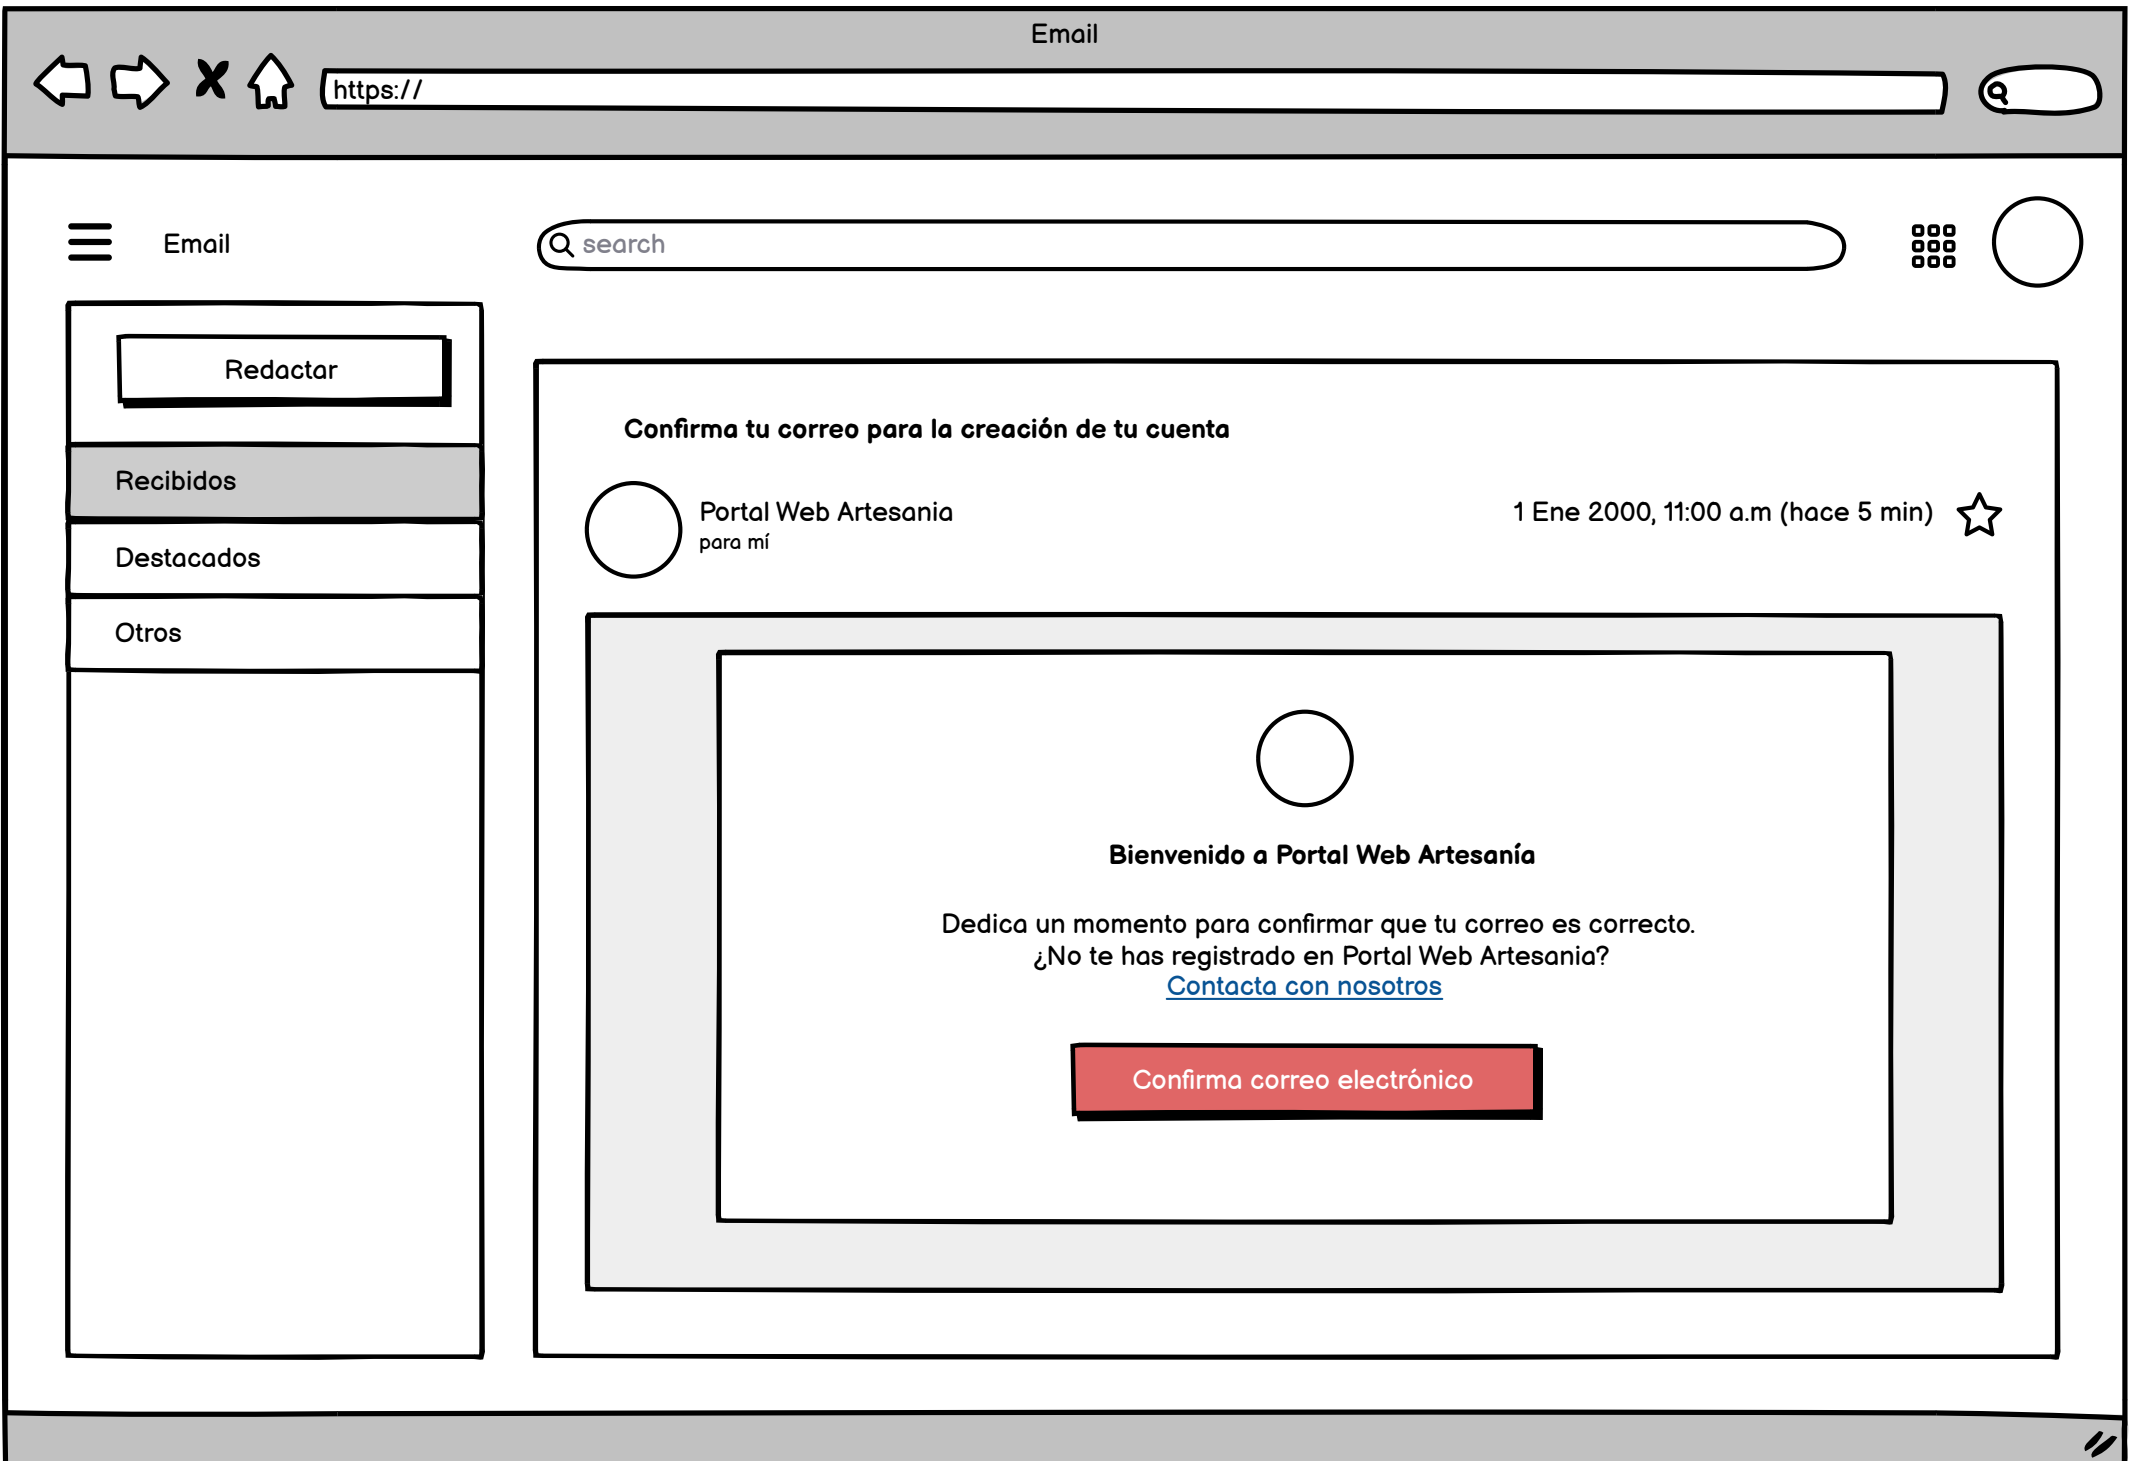 Email
https://
Email
search
Redactar
Recibidos
Destacados
Otros
Confirma tu correo para la creación de tu cuenta
Portal Web Artesania
1 Ene 2000, 11:00 a.m (hace 5 min)
para mí
Bienvenido a Portal Web Artesanía
Dedica un momento para confirmar que tu correo es correcto.
¿No te has registrado en Portal Web Artesania?
Contacta con nosotros
Confirma correo electrónico